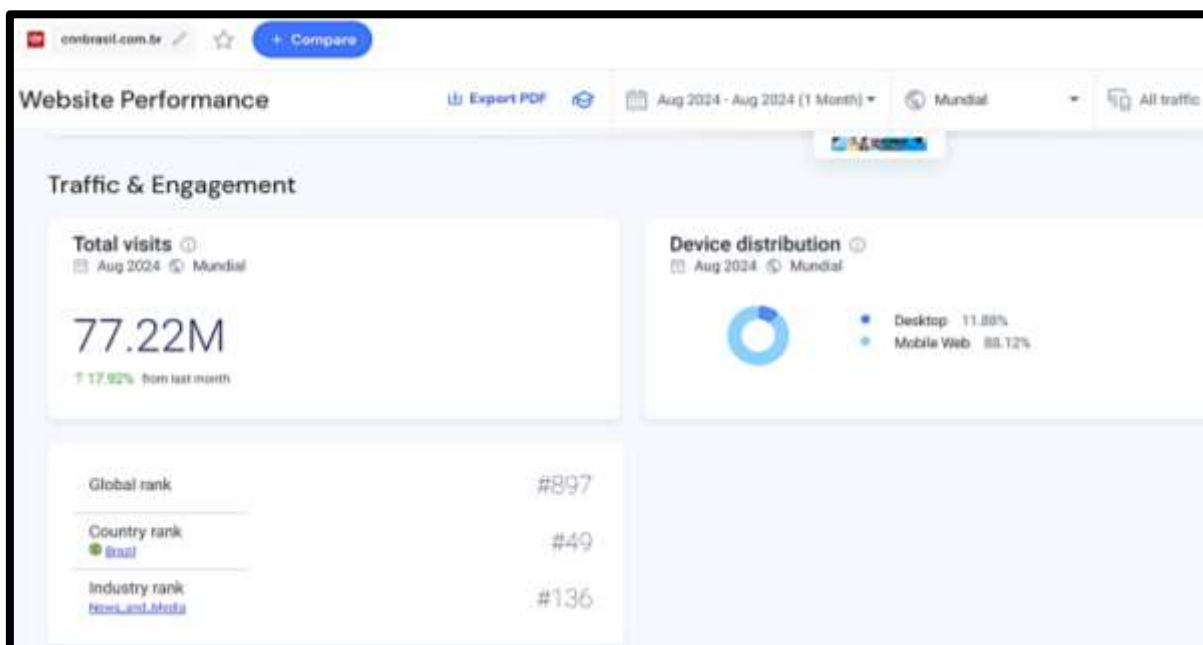 cnnbrasil.com.br + Compare
Website Performance Export PDF Aug 2024 - Aug 2024 (1 Month) Mundial All traffic
Traffic & Engagement
Total visits
Aug 2024 Mundial
77.22M
↑ 17.92% from last month
Device distribution
Aug 2024 Mundial
Desktop 11.88%
Mobile Web 88.12%
Global rank #897
Country rank #49
Brazil
Industry rank #136
News_and_Media